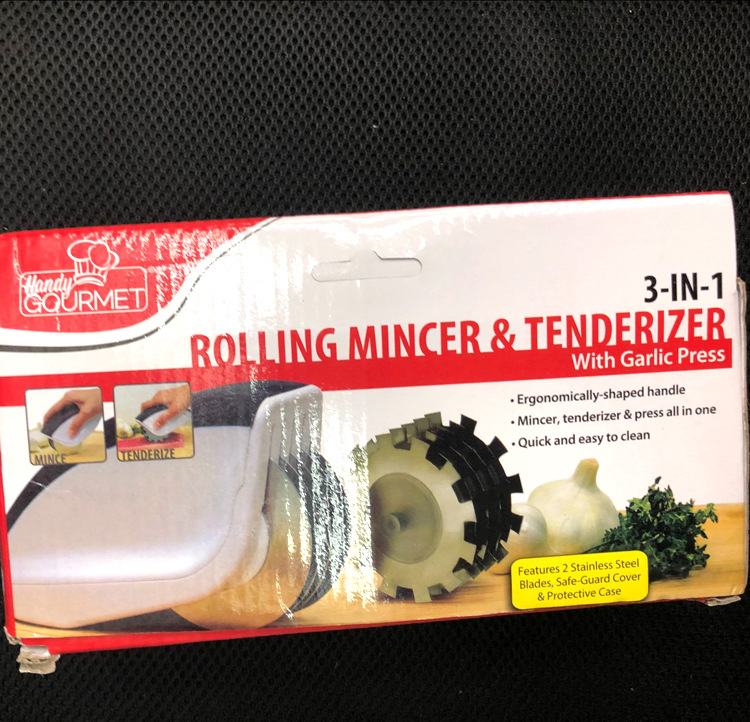 Handy
GOURMET
3-IN-1
ROLLING MINCER & TENDERIZER
With Garlic Press
MINCE
TENDERIZE
• Ergonomically-shaped handle
• Mincer, tenderizer & press all in one
• Quick and easy to clean
Features 2 Stainless Steel
Blades, Safe-Guard Cover
& Protective Case